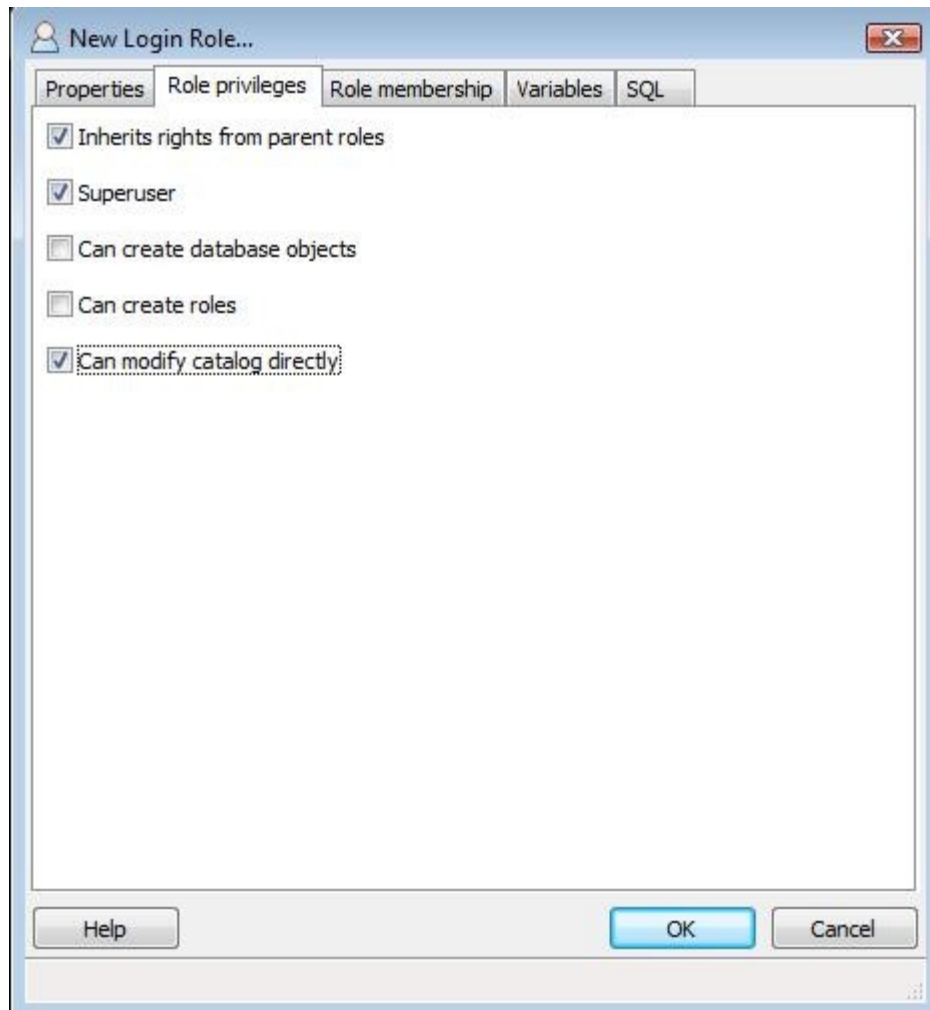 New Login Role...
Properties Role privileges Role membership Variables SQL
Inherits rights from parent roles
Superuser
Can create database objects
Can create roles
Can modify catalog directly
Help OK Cancel